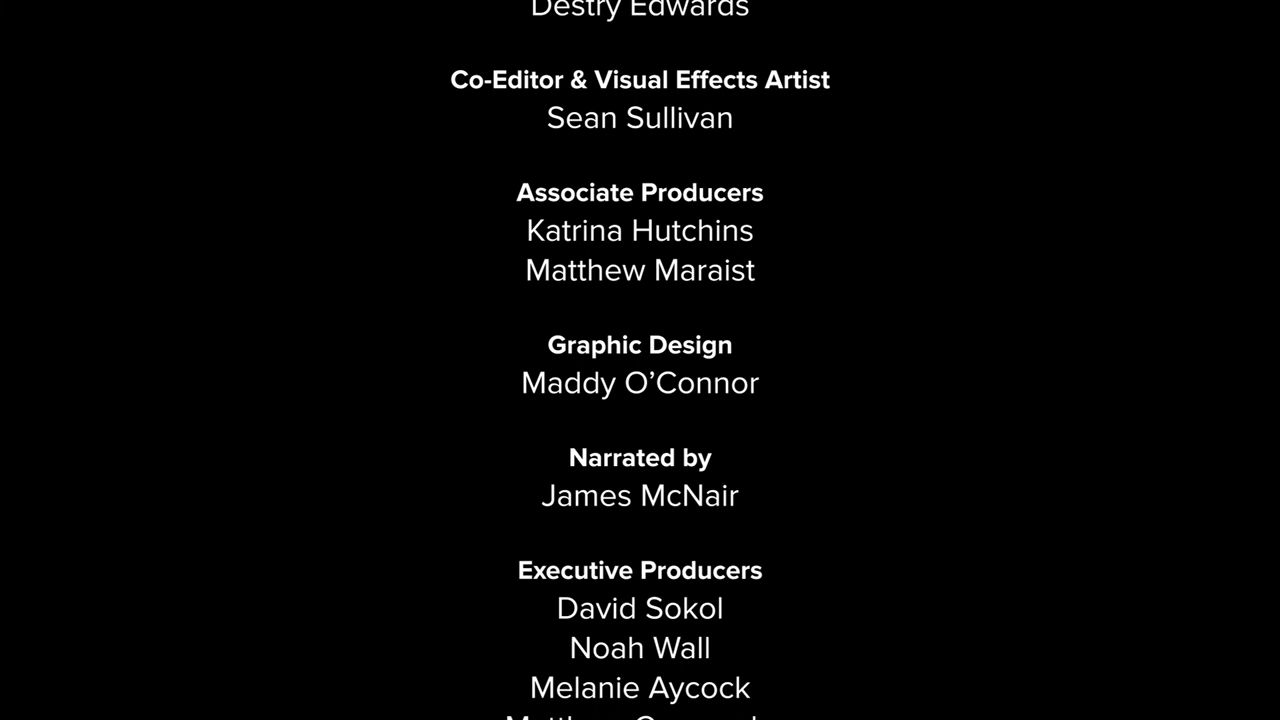 Destry Edwards
Co-Editor & Visual Effects Artist
Sean Sullivan
Associate Producers
Katrina Hutchins
Matthew Maraist
Graphic Design
Maddy O’Connor
Narrated by
James McNair
Executive Producers
David Sokol
Noah Wall
Melanie Aycock